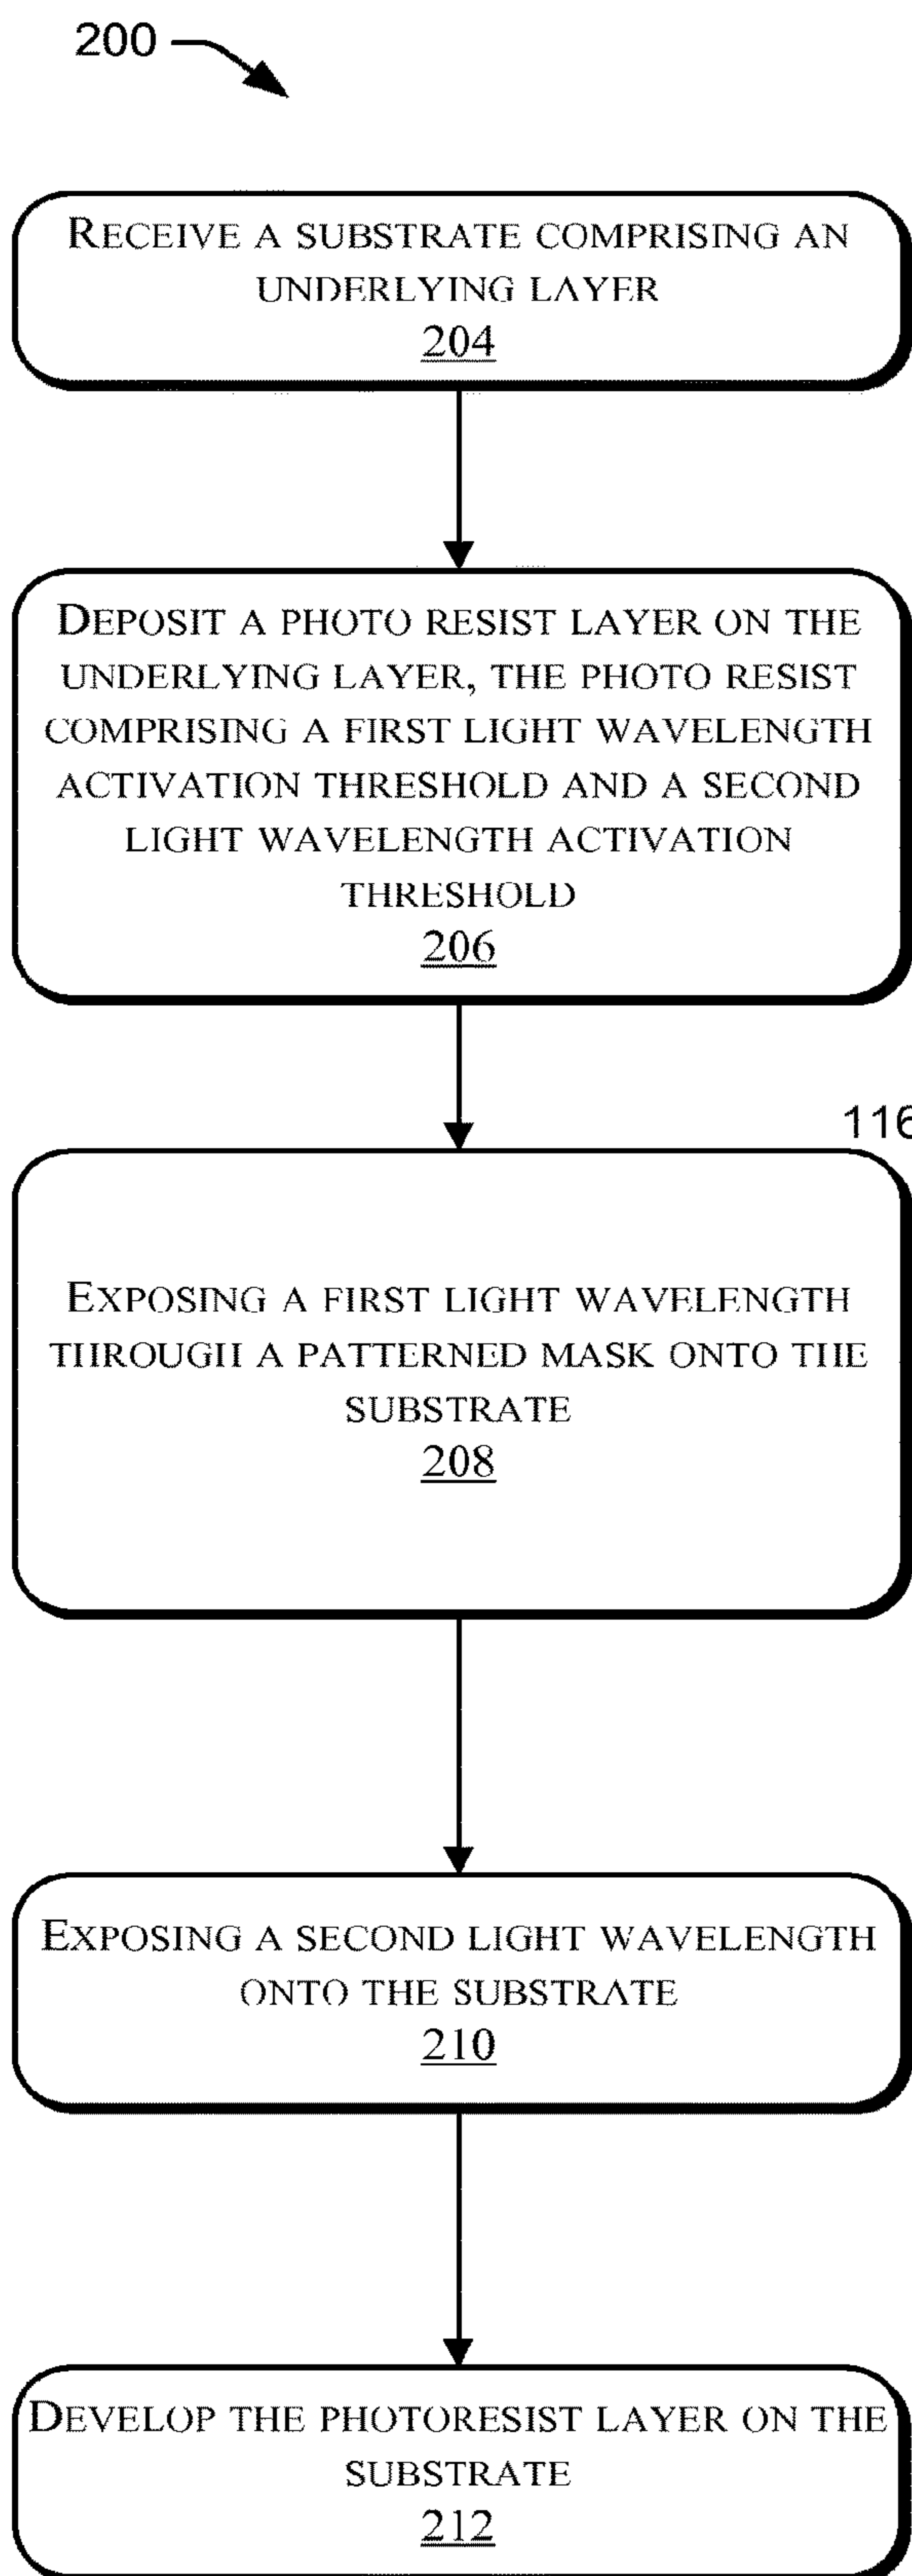 200
RECEIVE A SUBSTRATE COMPRISING AN
UNDERLYING LAYER
204
DEPOSIT A PHOTO RESIST LAYER ON THE
UNDERLYING LAYER, THE PHOTO RESIST
COMPRISING A FIRST LIGHT WAVELENGTH
ACTIVATION THRESHOLD AND A SECOND
LIGHT WAVELENGTH ACTIVATION
THRESHOLD
206
116
EXPOSING A FIRST LIGHT WAVELENGTH
THROUGH A PATTERNED MASK ONTO THE
SUBSTRATE
208
EXPOSING A SECOND LIGHT WAVELENGTH
ONTO THE SUBSTRATE
210
DEVELOP THE PHOTORESIST LAYER ON THE
SUBSTRATE
212